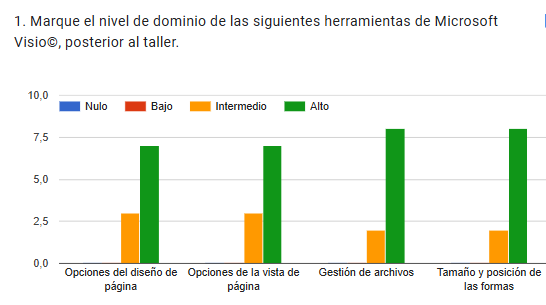 1. Marque el nivel de dominio de las siguientes herramientas de Microsoft
Visio©, posterior al taller.
10,0
Nulo Bajo Intermedio Alto
7,5
5,0
2,5
0,0
Opciones del diseño de página
Opciones de la vista de página
Gestión de archivos
Tamaño y posición de las formas